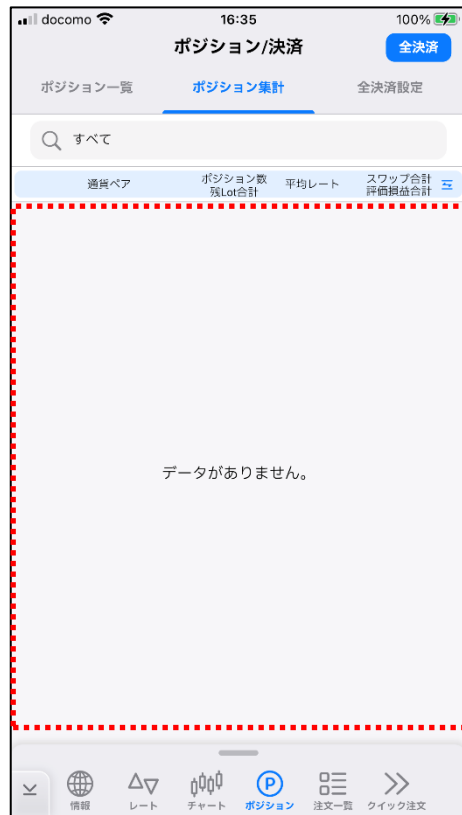 docomo 16:35 100%
ポジション/決済 全決済
ポジション一覧 ポジション集計 全決済設定
すべて
通貨ペア ポジション数 平均レート スワップ合計
残Lot合計 評価損益合計
データがありません。
情報 レート チャート ポジション 注文一覧 クイック注文